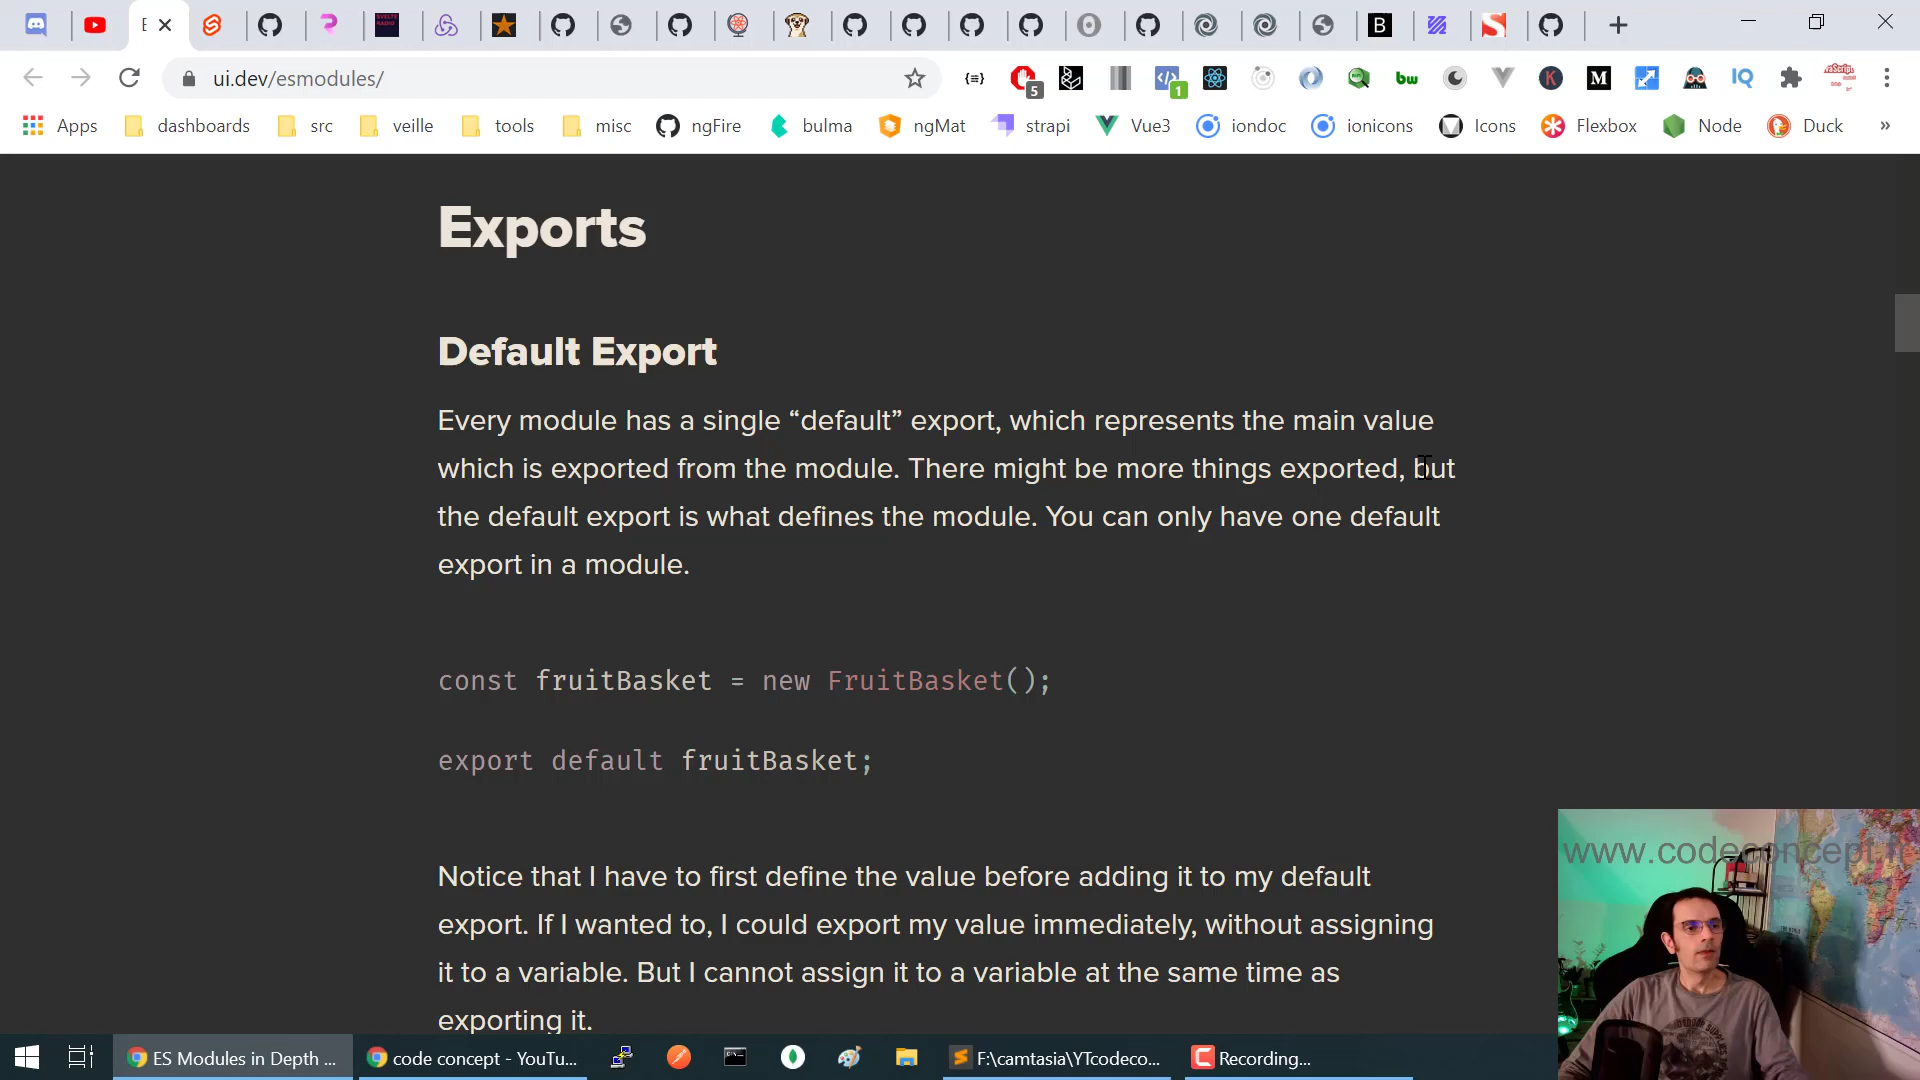 E
ui.dev/esmodules/
5
1
bw
M
IQ
K
B
Apps
dashboards
src
veille
tools
misc
ngFire
bulma
ngMat
strapi
Vue3
iondoc
ionicons
Icons
Flexbox
Node
Duck
»
Exports
Default Export
Every module has a single “default” export, which represents the main value
which is exported from the module. There might be more things exported, but
the default export is what defines the module. You can only have one default
export in a module.
const fruitBasket = new FruitBasket();
export default fruitBasket;
Notice that I have to first define the value before adding it to my default
export. If I wanted to, I could export my value immediately, without assigning
it to a variable. But I cannot assign it to a variable at the same time as
exporting it.
www.codeconcept.fr
ES Modules in Depth ...
code concept - YouTu...
F:\camtasia\YTcodeco...
Recording...